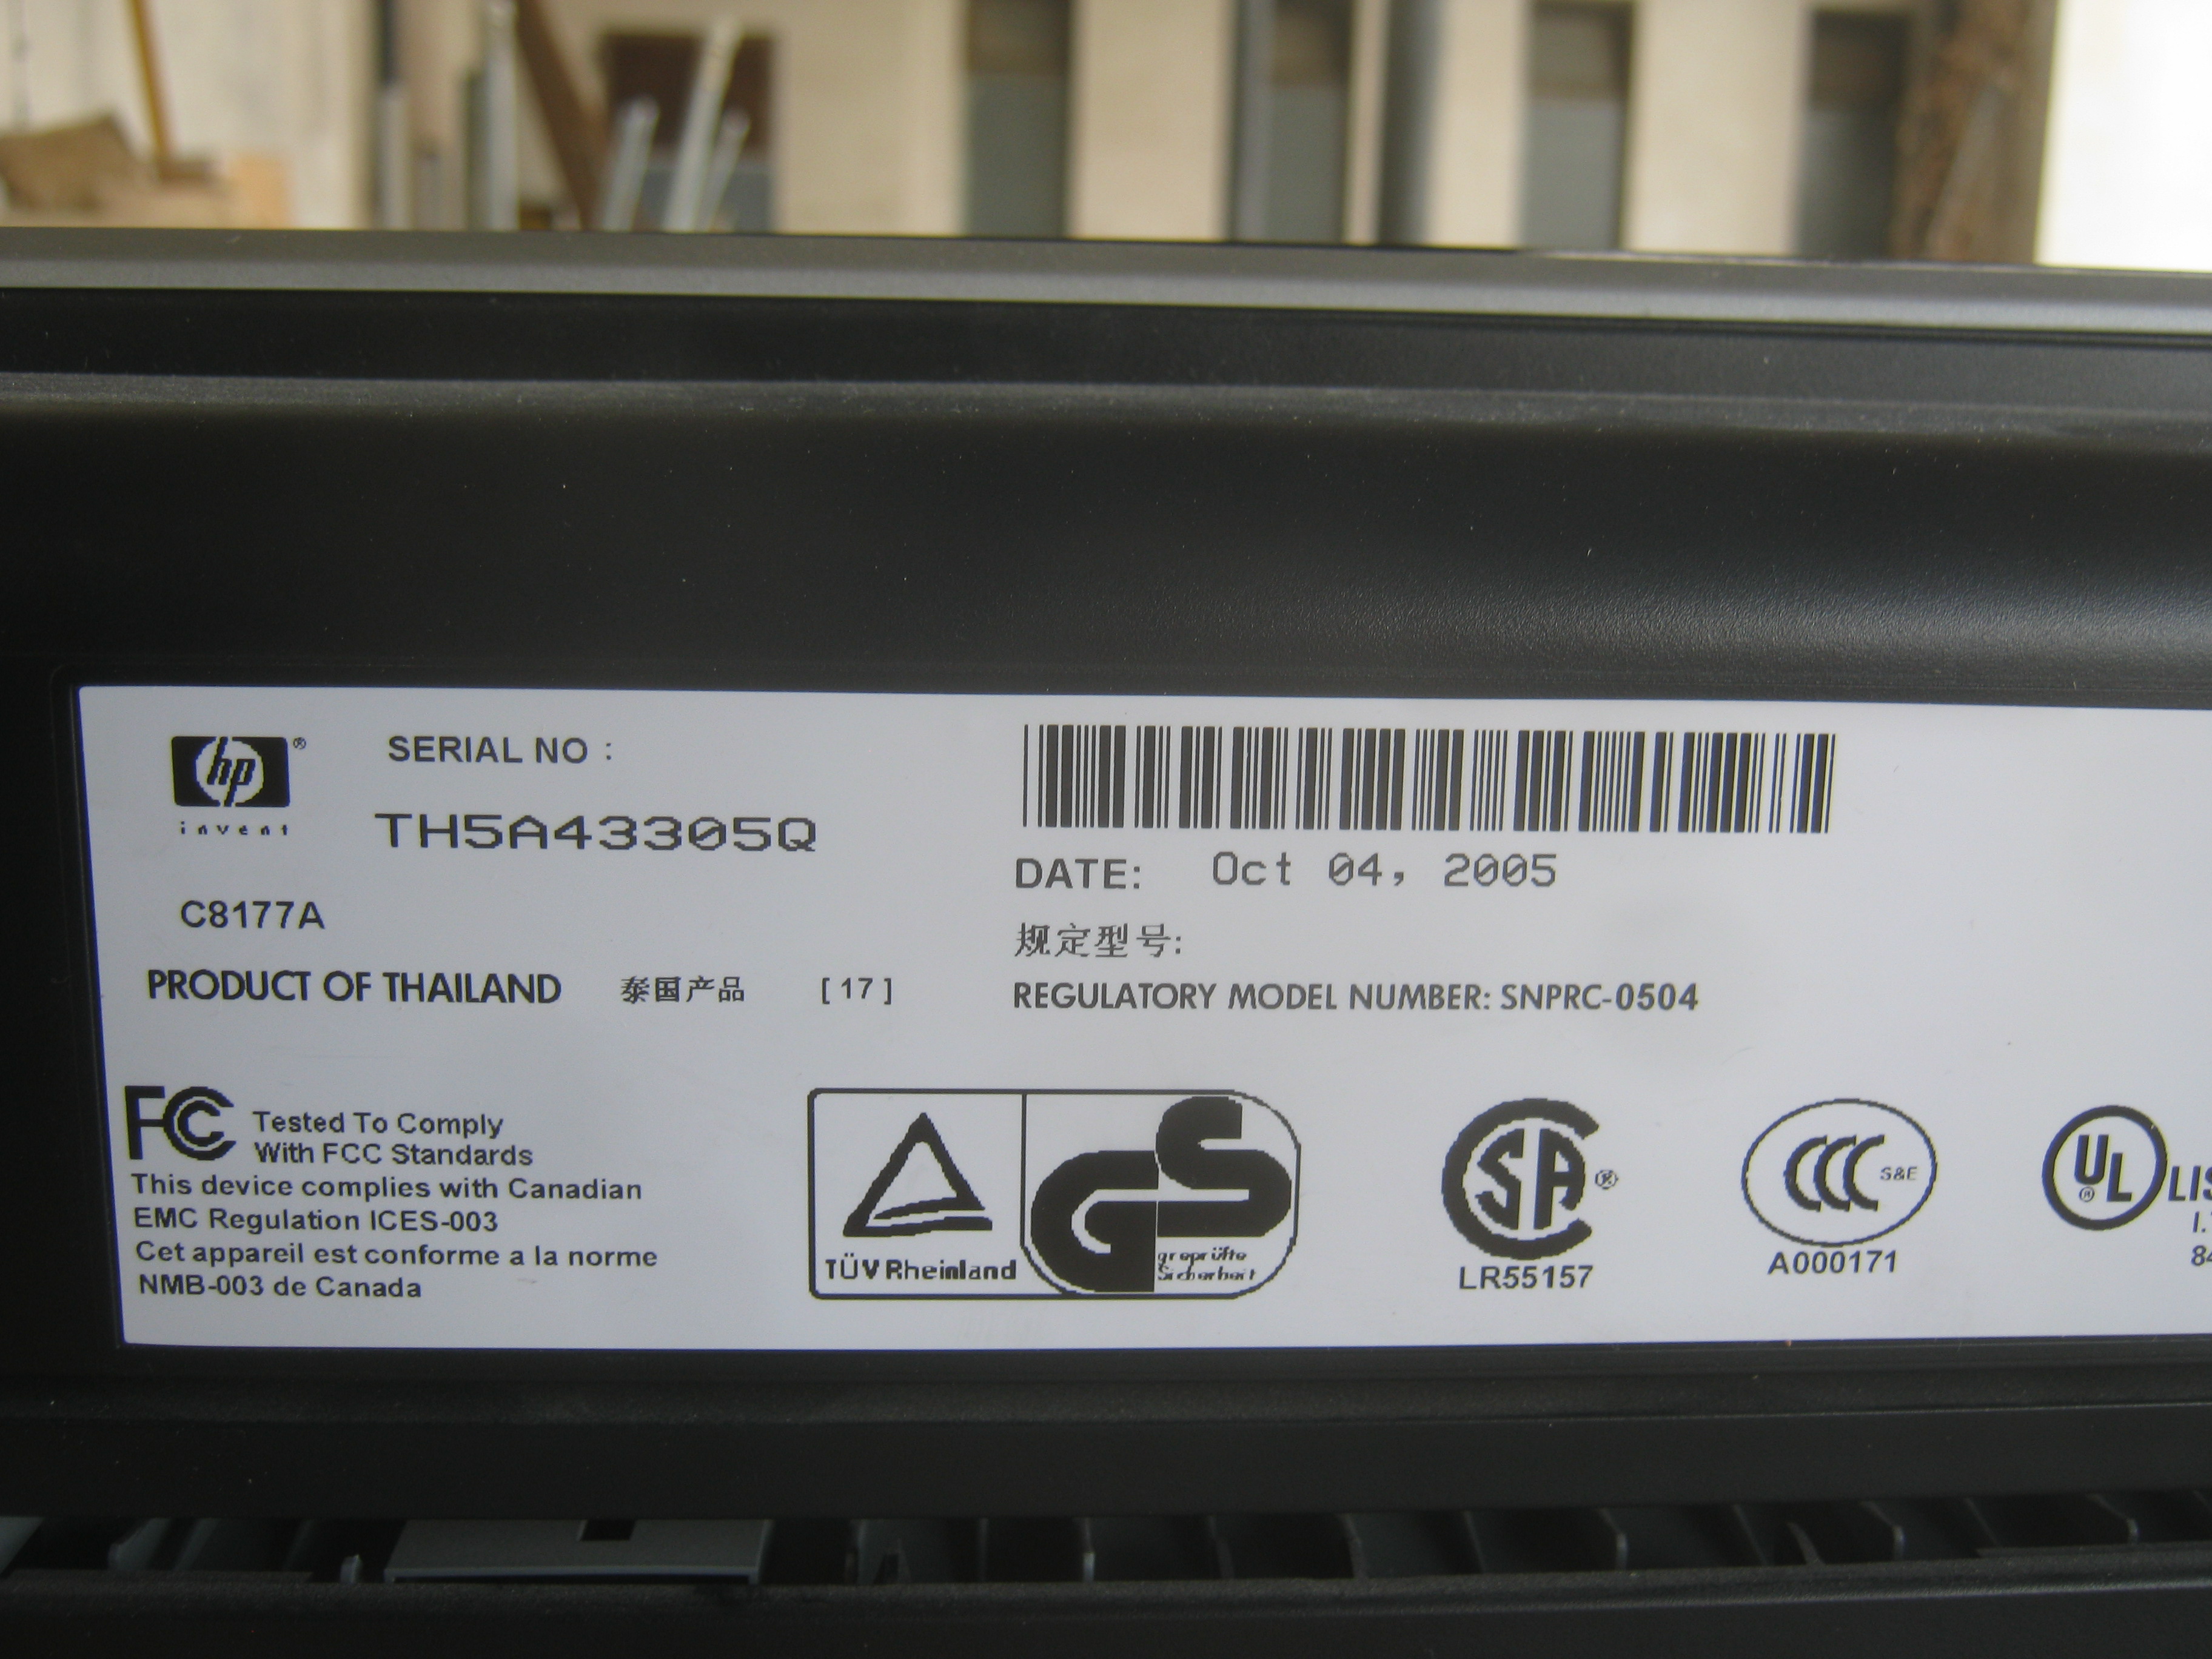 hp®
invent
SERIAL NO :
TH5A43305Q
C8177A
PRODUCT OF THAILAND 泰国产品 [ 17 ]
DATE: Oct 04, 2005
规定型号:
REGULATORY MODEL NUMBER: SNPRC-0504
FC Tested To Comply
With FCC Standards
This device complies with Canadian
EMC Regulation ICES-003
Cet appareil est conforme a la norme
NMB-003 de Canada
TÜV Rheinland
GS
geprüfte
Sicherheit
SA®
LR55157
CCC S&E
A000171
UL®